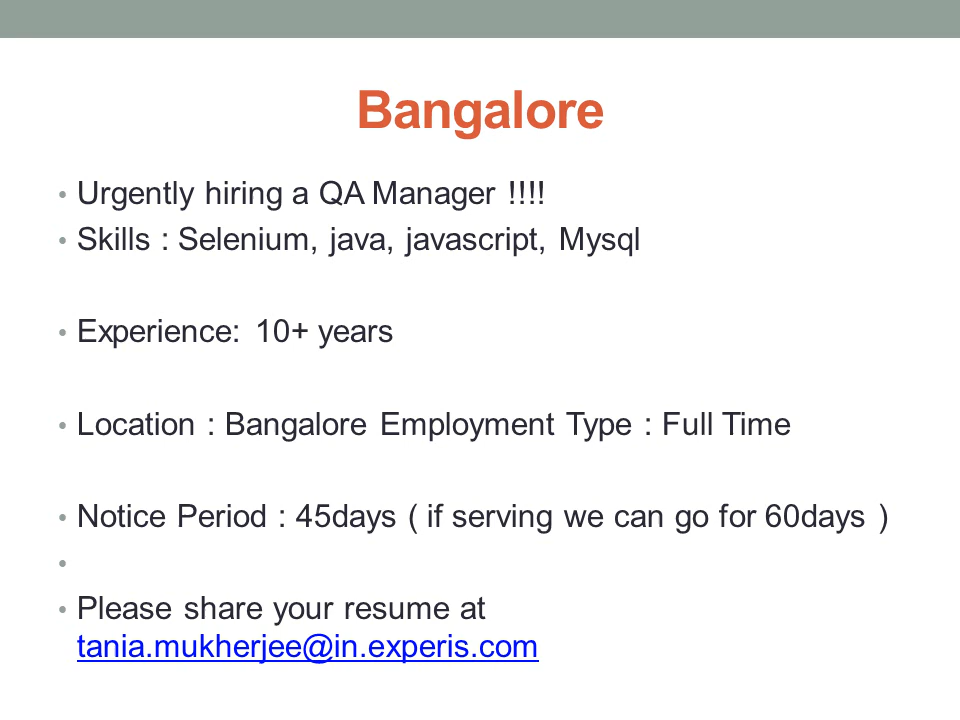 Bangalore
• Urgently hiring a QA Manager !!!!
• Skills : Selenium, java, javascript, Mysql
• Experience: 10+ years
• Location : Bangalore Employment Type : Full Time
• Notice Period : 45days ( if serving we can go for 60days )
•
• Please share your resume at
tania.mukherjee@in.experis.com